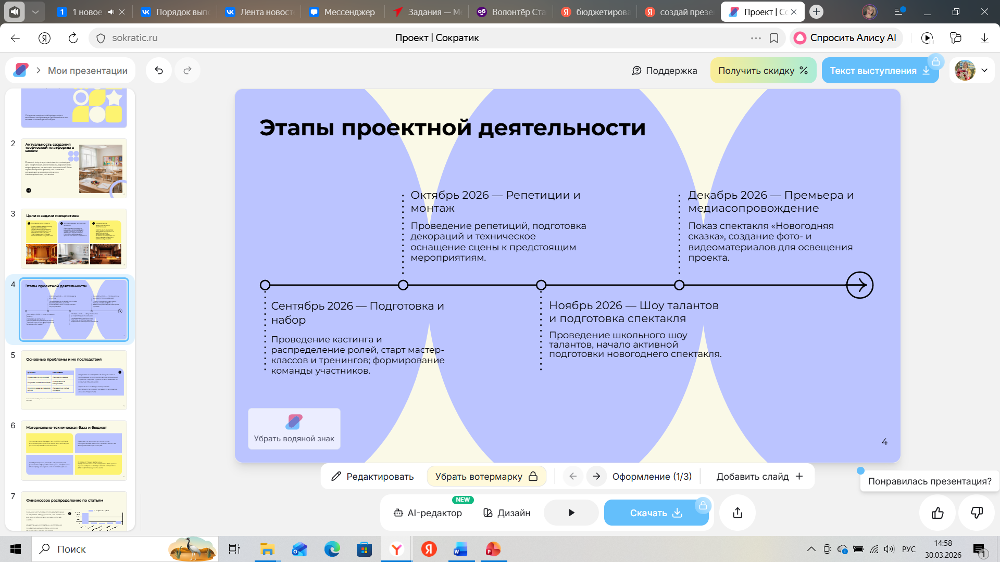 1 новое
Порядок вып
Лента новост
Мессенджер
Задания — М
Волонтёр Ста
бюджетирова
создай презе
Проект | Со
sokratic.ru
Проект | Сократик
Спросить Алису AI
Мои презентации
Поддержка
Получить скидку %
Текст выступления
2
Актуальность создания
творческой платформы в
школе
3
Цели и задачи инициативы
4
Этапы проектной деятельности
5
Основные проблемы и их последствия
6
Материально-техническая база и бюджет
7
Финансовое распределение по статьям
Этапы проектной деятельности
Октябрь 2026 — Репетиции и
монтаж
Проведение репетиций, подготовка
декораций и техническое
оснащение сцены к предстоящим
мероприятиям.
Декабрь 2026 — Премьера и
медиасопровождение
Показ спектакля «Новогодняя
сказка», создание фото- и
видеоматериалов для освещения
проекта.
Сентябрь 2026 — Подготовка и
набор
Проведение кастинга и
распределение ролей, старт мастер-
классов и тренингов; формирование
команды участников.
Ноябрь 2026 — Шоу талантов
и подготовка спектакля
Проведение школьного шоу
талантов, начало активной
подготовки новогоднего спектакля.
Убрать водяной знак
4
Редактировать
Убрать вотермарку
Оформление (1/3)
Добавить слайд
Понравилась презентация?
NEW
AI-редактор
Дизайн
Скачать
Поиск
РУС
14:58
30.03.2026
1